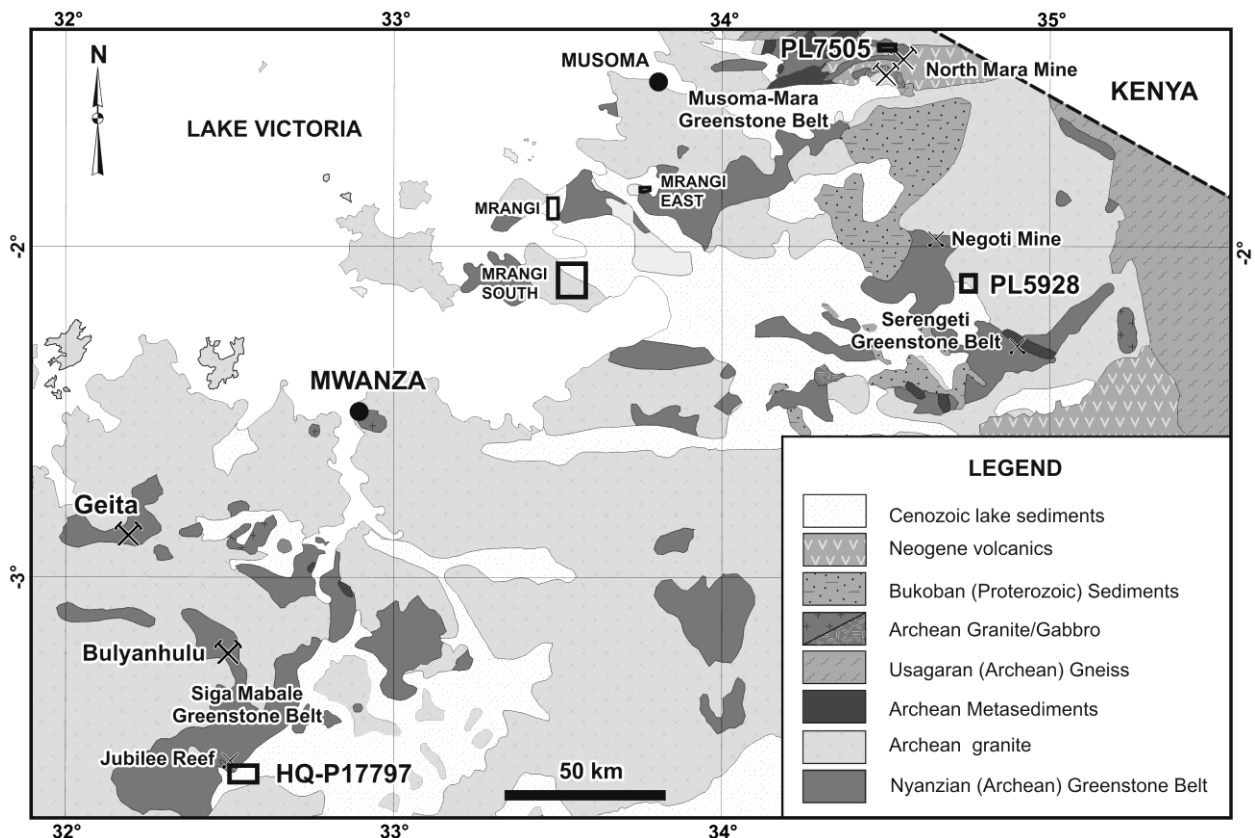 32°
33°
34°
35°
N
PL7505
MUSOMA
North Mara Mine
KENYA
Musoma-Mara
Greenstone Belt
LAKE VICTORIA
MRANGI
EAST
MRANGI
Negoti Mine
-2°
-2°
MRANGI
SOUTH
PL5928
Serengeti
Greenstone Belt
MWANZA
Geita
-3°
Bulyanhulu
Siga Mabale
Greenstone Belt
Jubilee Reef
HQ-P17797
50 km
LEGEND
Cenozoic lake sediments
Neogene volcanics
Bukoban (Proterozoic) Sediments
Archean Granite/Gabbro
Usagaran (Archean) Gneiss
Archean Metasediments
Archean granite
Nyanzian (Archean) Greenstone Belt
32°
33°
34°
35°